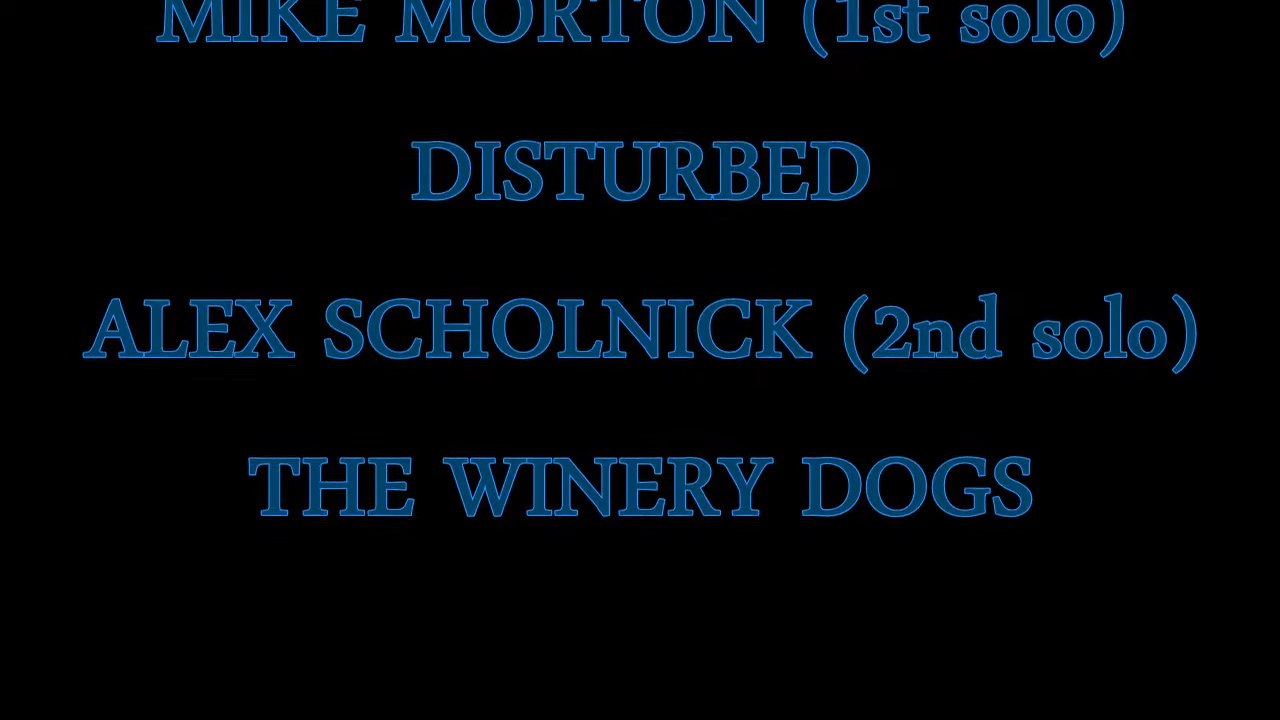 MIKE MORTON (1st solo)
DISTURBED
ALEX SCHOLNICK (2nd solo)
THE WINERY DOGS